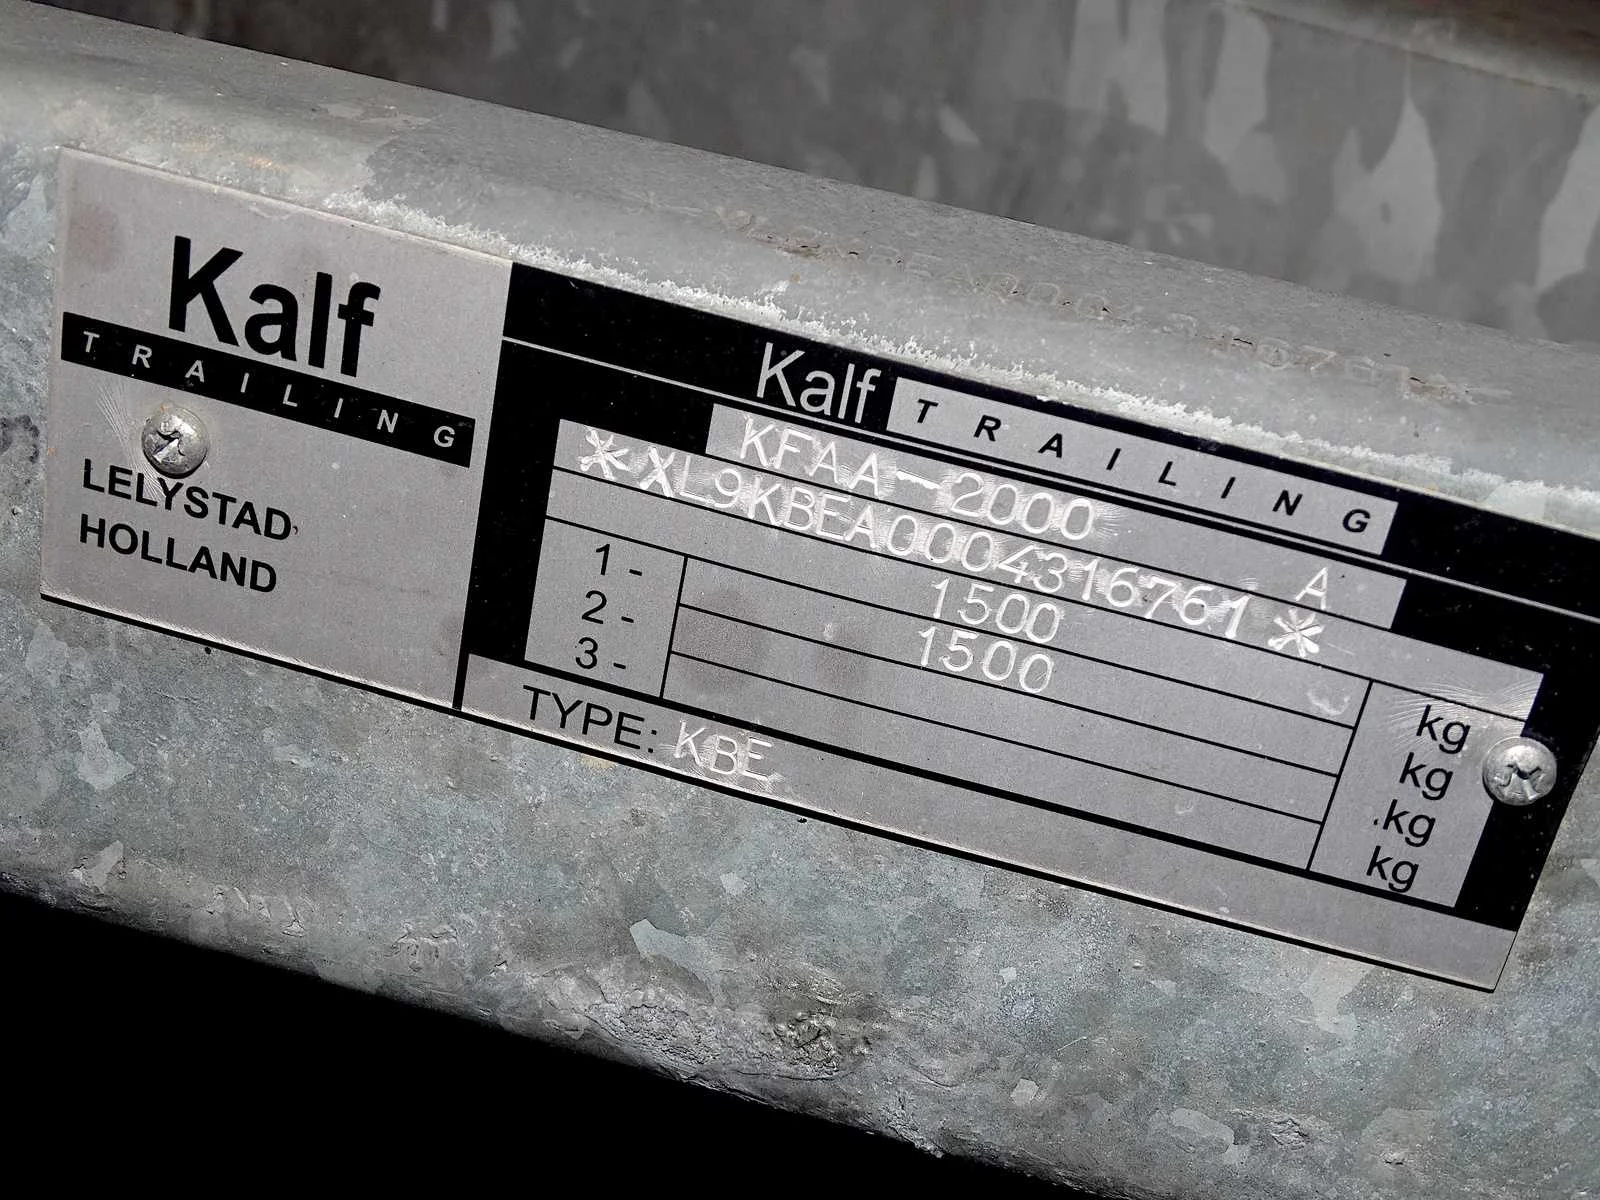 Kalf
TRAILING
LELYSTAD,
HOLLAND
Kalf TRAILING
KFAA-2000 A
*XL9KBEA0004316761*
1500 kg
1 - 1500 kg
2 - kg
3 - kg
TYPE: KBE